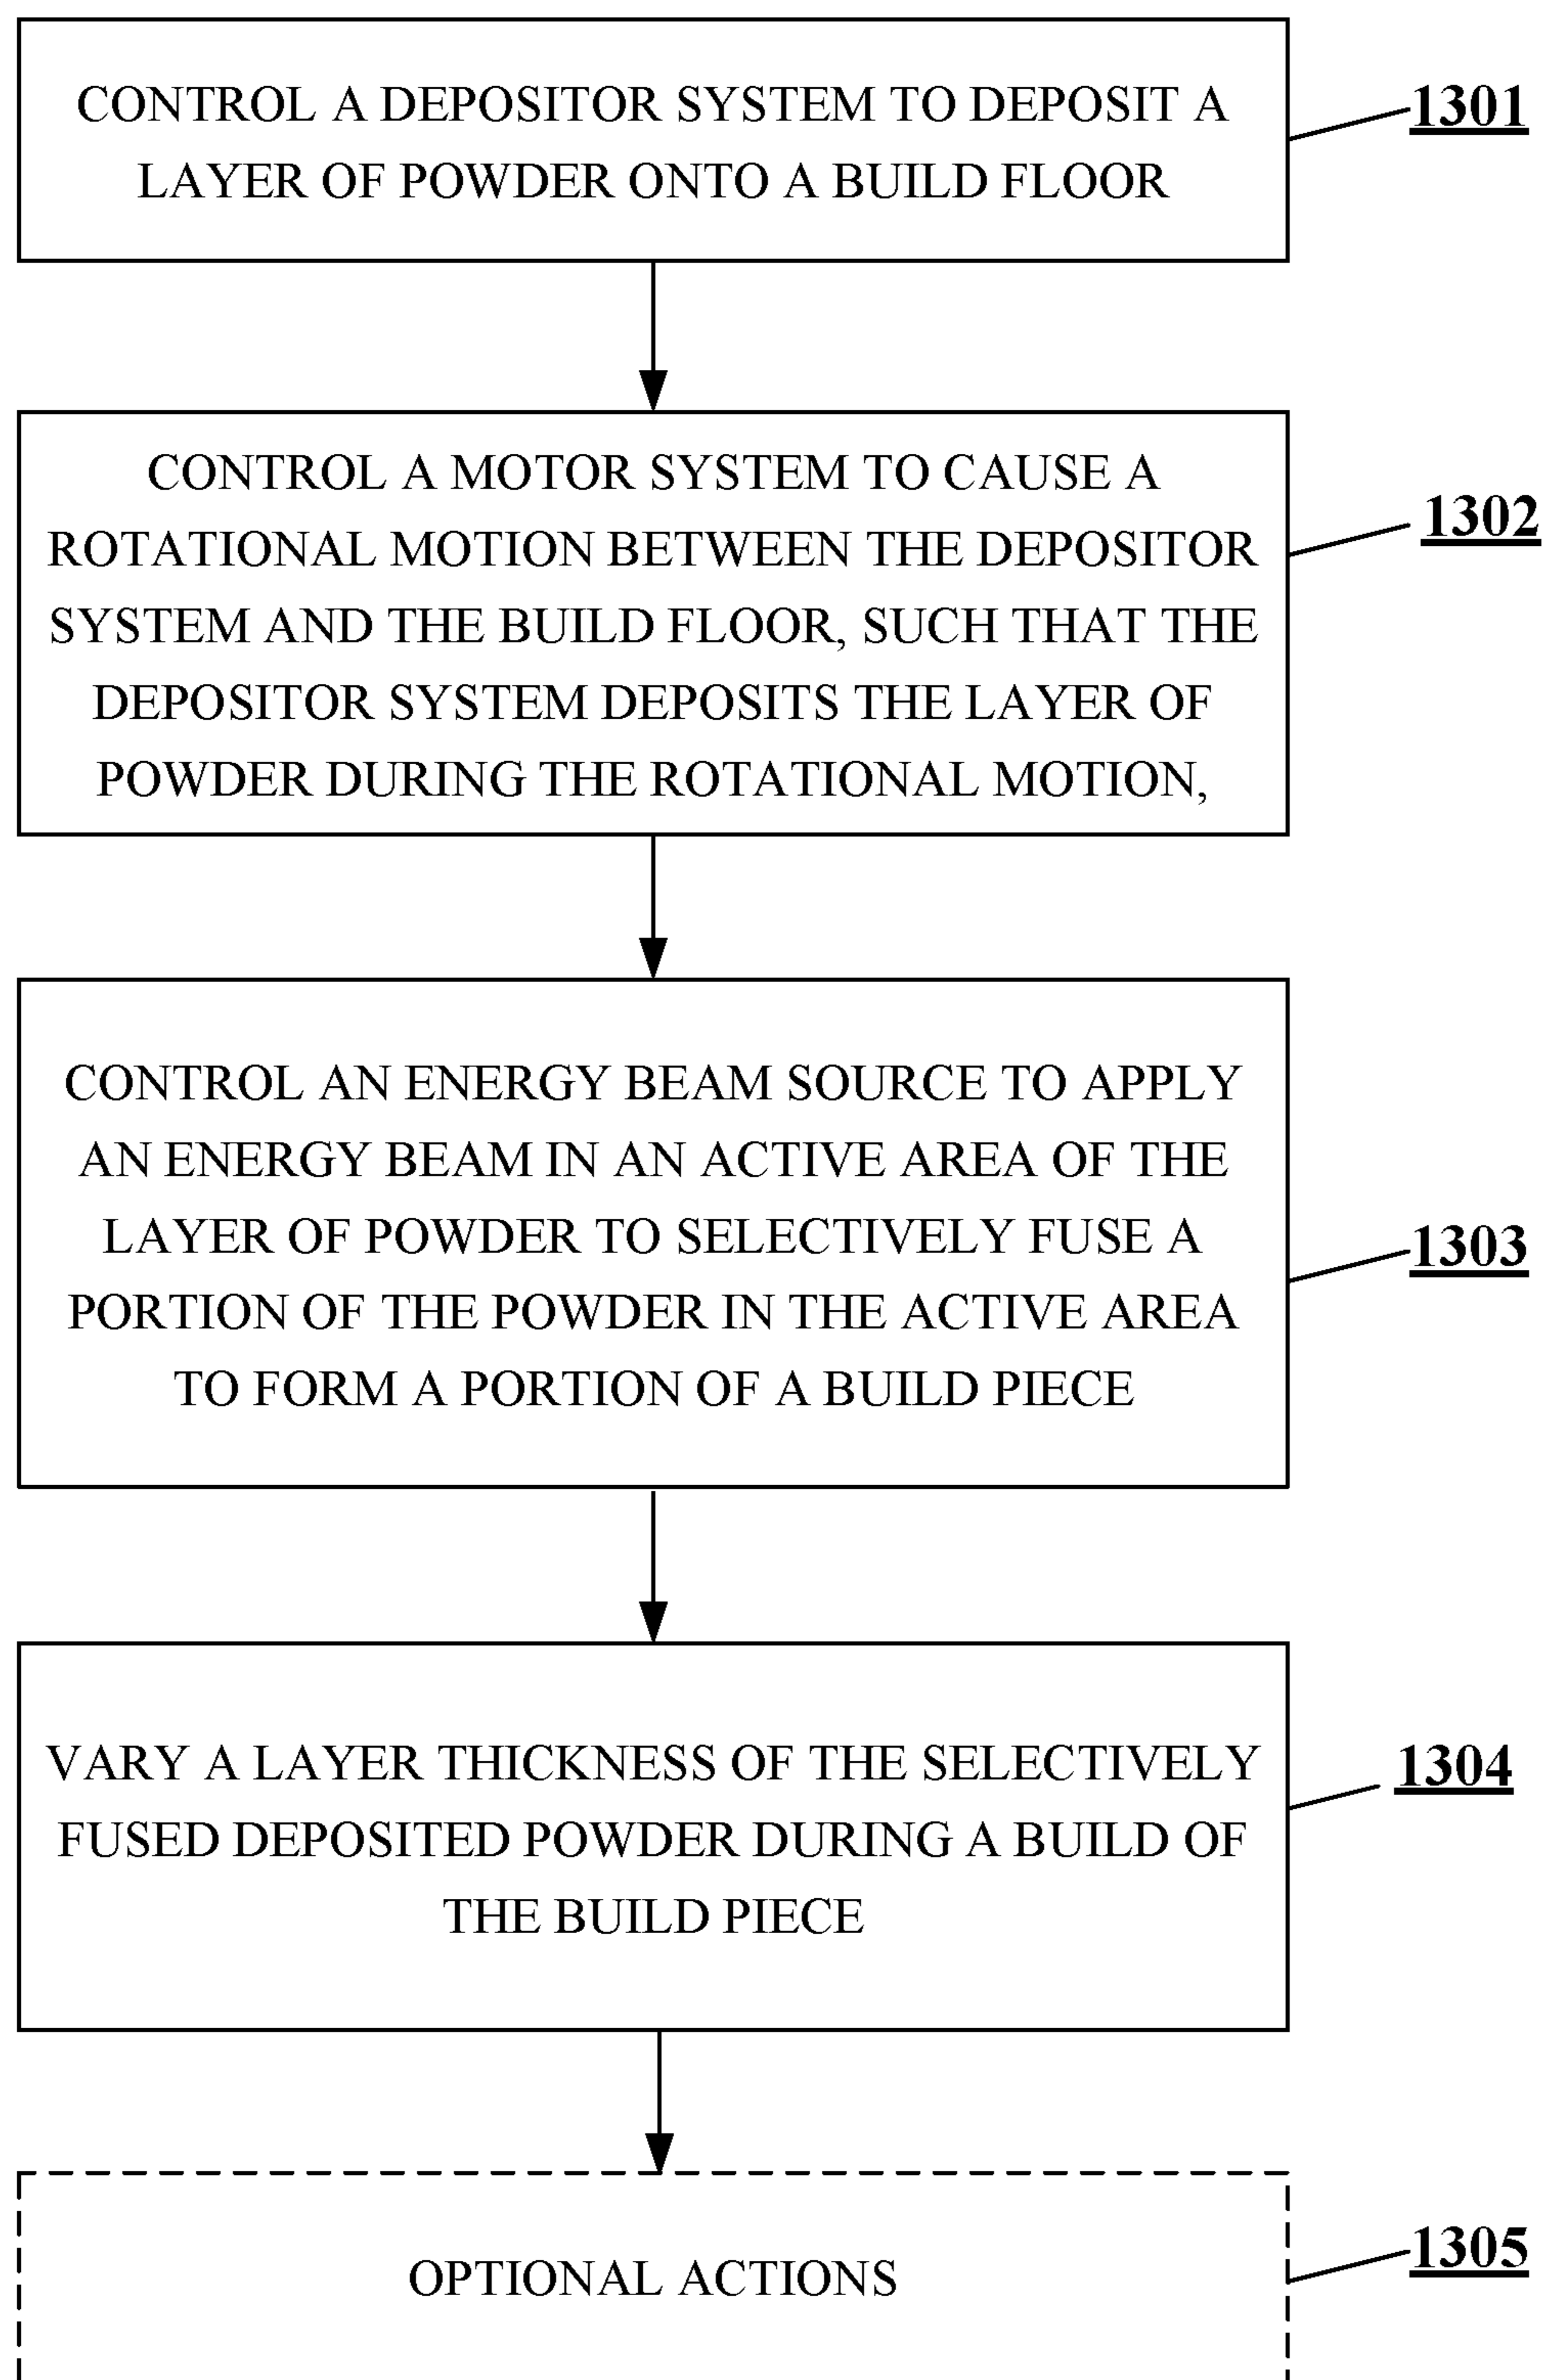 CONTROL A DEPOSITOR SYSTEM TO DEPOSIT A
LAYER OF POWDER ONTO A BUILD FLOOR
1301
CONTROL A MOTOR SYSTEM TO CAUSE A
ROTATIONAL MOTION BETWEEN THE DEPOSITOR
SYSTEM AND THE BUILD FLOOR, SUCH THAT THE
DEPOSITOR SYSTEM DEPOSITS THE LAYER OF
POWDER DURING THE ROTATIONAL MOTION,
1302
CONTROL AN ENERGY BEAM SOURCE TO APPLY
AN ENERGY BEAM IN AN ACTIVE AREA OF THE
LAYER OF POWDER TO SELECTIVELY FUSE A
PORTION OF THE POWDER IN THE ACTIVE AREA
TO FORM A PORTION OF A BUILD PIECE
1303
VARY A LAYER THICKNESS OF THE SELECTIVELY
FUSED DEPOSITED POWDER DURING A BUILD OF
THE BUILD PIECE
1304
OPTIONAL ACTIONS
1305